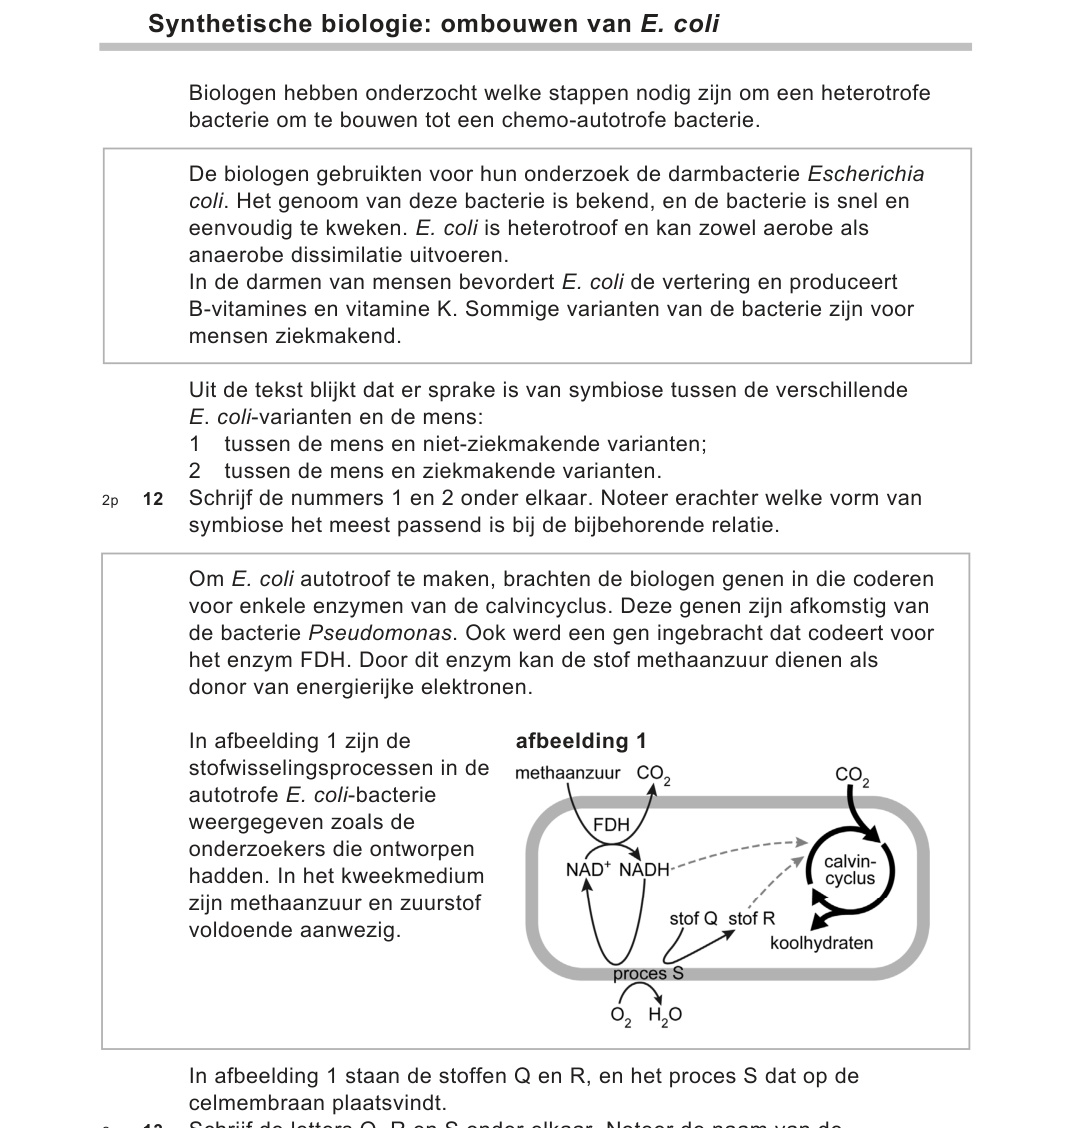 Synthetische biologie: ombouwen van E. coli
Biologen hebben onderzocht welke stappen nodig zijn om een heterotrofe
bacterie om te bouwen tot een chemo-autotrofe bacterie.
De biologen gebruikten voor hun onderzoek de darmbacterie Escherichia
coli. Het genoom van deze bacterie is bekend, en de bacterie is snel en
eenvoudig te kweken. E. coli is heterotroof en kan zowel aerobe als
anaerobe dissimilatie uitvoeren.
In de darmen van mensen bevordert E. coli de vertering en produceert
B-vitamines en vitamine K. Sommige varianten van de bacterie zijn voor
mensen ziekmakend.
Uit de tekst blijkt dat er sprake is van symbiose tussen de verschillende
E. coli-varianten en de mens:
1 tussen de mens en niet-ziekmakende varianten;
2 tussen de mens en ziekmakende varianten.
2p 12 Schrijf de nummers 1 en 2 onder elkaar. Noteer erachter welke vorm van
symbiose het meest passend is bij de bijbehorende relatie.
Om E. coli autotroof te maken, brachten de biologen genen in die coderen
voor enkele enzymen van de calvincyclus. Deze genen zijn afkomstig van
de bacterie Pseudomonas. Ook werd een gen ingebracht dat codeert voor
het enzym FDH. Door dit enzym kan de stof methaanzuur dienen als
donor van energierijke elektronen.
In afbeelding 1 zijn de
stofwisselingsprocessen in de
autotrofe E. coli-bacterie
weergegeven zoals de
onderzoekers die ontworpen
hadden. In het kweekmedium
zijn methaanzuur en zuurstof
voldoende aanwezig.
afbeelding 1
methaanzuur CO2 CO2
FDH
NAD+ NADH
calvin-
cyclus
stof Q stof R
koolhydraten
proces S
O2 H2O
In afbeelding 1 staan de stoffen Q en R, en het proces S dat op de
celmembraan plaatsvindt.
13 Schrijf de letters Q, R en S onder elkaar. Noteer de naam van de